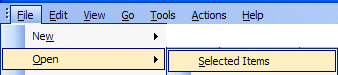 File Edit View Go Tools Actions Help
New
Open Selected Items